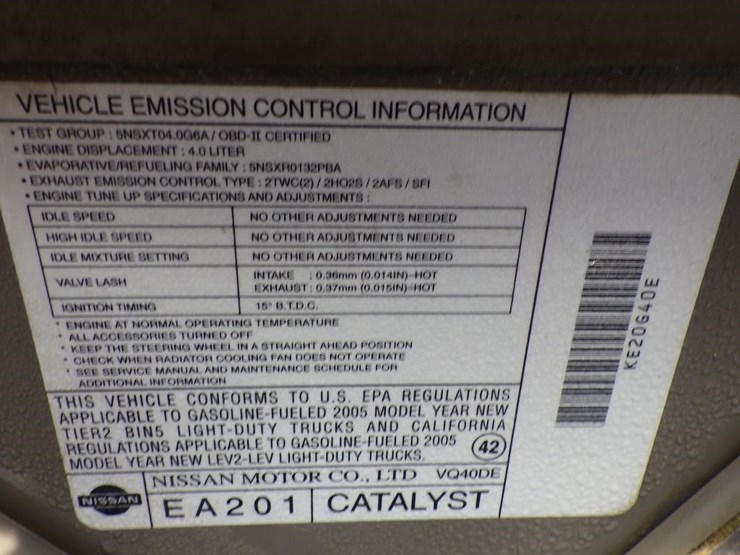 VEHICLE EMISSION CONTROL INFORMATION
• TEST GROUP : 5NSXT04.0G6A / OBD-II CERTIFIED
• ENGINE DISPLACEMENT : 4.0 LITER
• EVAPORATIVE/REFUELING FAMILY : 5NSXR0132PBA
• EXHAUST EMISSION CONTROL TYPE : 2TWC(2) / 2HO2S / 2AFS / SFI
• ENGINE TUNE UP SPECIFICATIONS AND ADJUSTMENTS :
IDLE SPEED NO OTHER ADJUSTMENTS NEEDED
HIGH IDLE SPEED NO OTHER ADJUSTMENTS NEEDED
IDLE MIXTURE SETTING NO OTHER ADJUSTMENTS NEEDED
VALVE LASH INTAKE : 0.36mm (0.014IN)-HOT
EXHAUST : 0.37mm (0.015IN)-HOT
IGNITION TIMING 15° B.T.D.C.
* ENGINE AT NORMAL OPERATING TEMPERATURE
* ALL ACCESSORIES TURNED OFF
* KEEP THE STEERING WHEEL IN A STRAIGHT AHEAD POSITION
* CHECK WHEN RADIATOR COOLING FAN DOES NOT OPERATE
* SEE SERVICE MANUAL AND MAINTENANCE SCHEDULE FOR
ADDITIONAL INFORMATION
THIS VEHICLE CONFORMS TO U.S. EPA REGULATIONS
APPLICABLE TO GASOLINE-FUELED 2005 MODEL YEAR NEW
TIER2 BIN5 LIGHT-DUTY TRUCKS AND CALIFORNIA
REGULATIONS APPLICABLE TO GASOLINE-FUELED 2005
MODEL YEAR NEW LEV2-LEV LIGHT-DUTY TRUCKS.
42
NISSAN MOTOR CO., LTD VQ40DE
NISSAN
EA201 CATALYST
KE20G40E